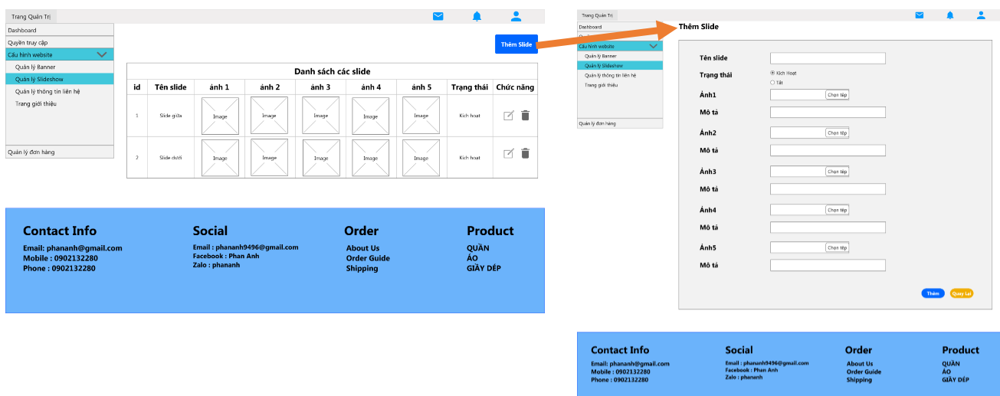 Trang Quản Trị
Dashboard
Quyền truy cập
Cấu hình website
Quản lý Banner
Quản lý Slideshow
Quản lý thông tin liên hệ
Trang giới thiệu
Quản lý đơn hàng
Thêm Slide
Danh sách các slide
id Tên slide ảnh 1 ảnh 2 ảnh 3 ảnh 4 ảnh 5 Trạng thái Chức năng
1 Slide giữa Image Image Image Image Image Kích hoạt
2 Slide dưới Image Image Image Image Image Kích hoạt
Contact Info
Email: phananh@gmail.com
Mobile : 0902132280
Phone : 0902132280
Social
Email : phananh9496@gmail.com
Facebook : Phan Anh
Zalo : phananh
Order
About Us
Order Guide
Shipping
Product
QUẦN
ÁO
GIÀY DÉP
Trang Quản Trị
Dashboard
Cấu hình website
Quản lý Banner
Quản lý Slideshow
Quản lý thông tin liên hệ
Trang giới thiệu
Quản lý đơn hàng
Thêm Slide
Tên slide
Trạng thái Kích Hoạt
Tắt
Ảnh1 Chọn tệp
Mô tả
Ảnh2 Chọn tệp
Mô tả
Ảnh3 Chọn tệp
Mô tả
Ảnh4 Chọn tệp
Mô tả
Ảnh5 Chọn tệp
Mô tả
Thêm Quay Lại
Contact Info
Email: phananh@gmail.com
Mobile : 0902132280
Phone : 0902132280
Social
Email : phananh9496@gmail.com
Facebook : Phan Anh
Zalo : phananh
Order
About Us
Order Guide
Shipping
Product
QUẦN
ÁO
GIÀY DÉP